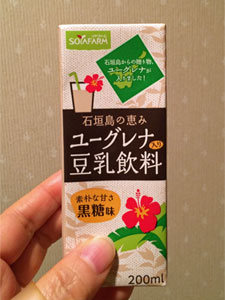 SOYAFARM
石垣島からの贈り物、
ユーグレナが
入りました!
石垣島の恵み
ユーグレナ入り
豆乳飲料
素朴な甘さ
黒糖味
200ml